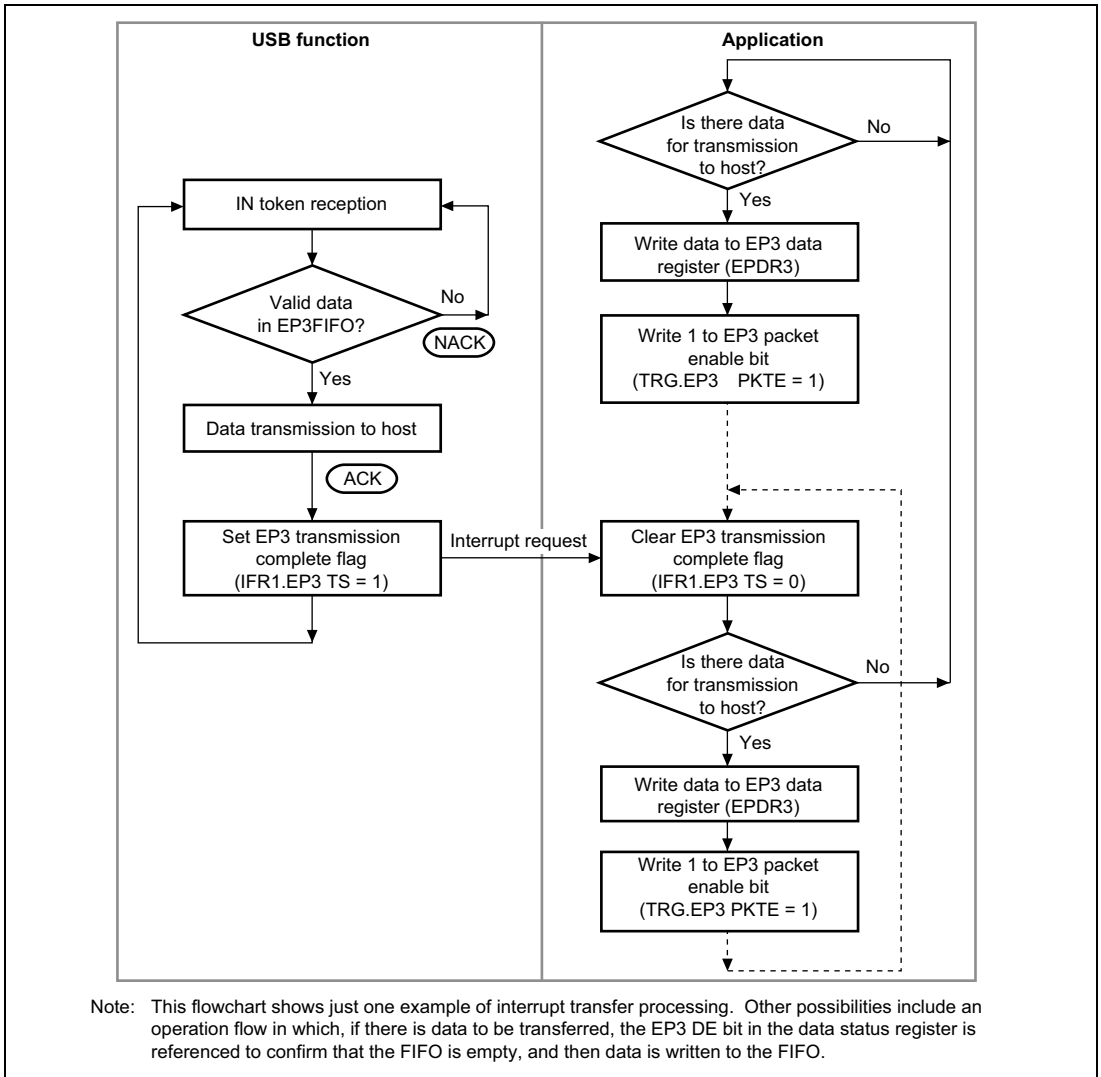 USB function
IN token reception
Valid data
in EP3FIFO?
No
NACK
Yes
Data transmission to host
ACK
Set EP3 transmission
complete flag
(IFR1.EP3 TS = 1)
Interrupt request
Application
Is there data
for transmission
to host?
No
Yes
Write data to EP3 data
register (EPDR3)
Write 1 to EP3 packet
enable bit
(TRG.EP3 PKTE = 1)
Clear EP3 transmission
complete flag
(IFR1.EP3 TS = 0)
Is there data
for transmission
to host?
No
Yes
Write data to EP3 data
register (EPDR3)
Write 1 to EP3 packet
enable bit
(TRG.EP3 PKTE = 1)
Note: This flowchart shows just one example of interrupt transfer processing. Other possibilities include an
operation flow in which, if there is data to be transferred, the EP3 DE bit in the data status register is
referenced to confirm that the FIFO is empty, and then data is written to the FIFO.